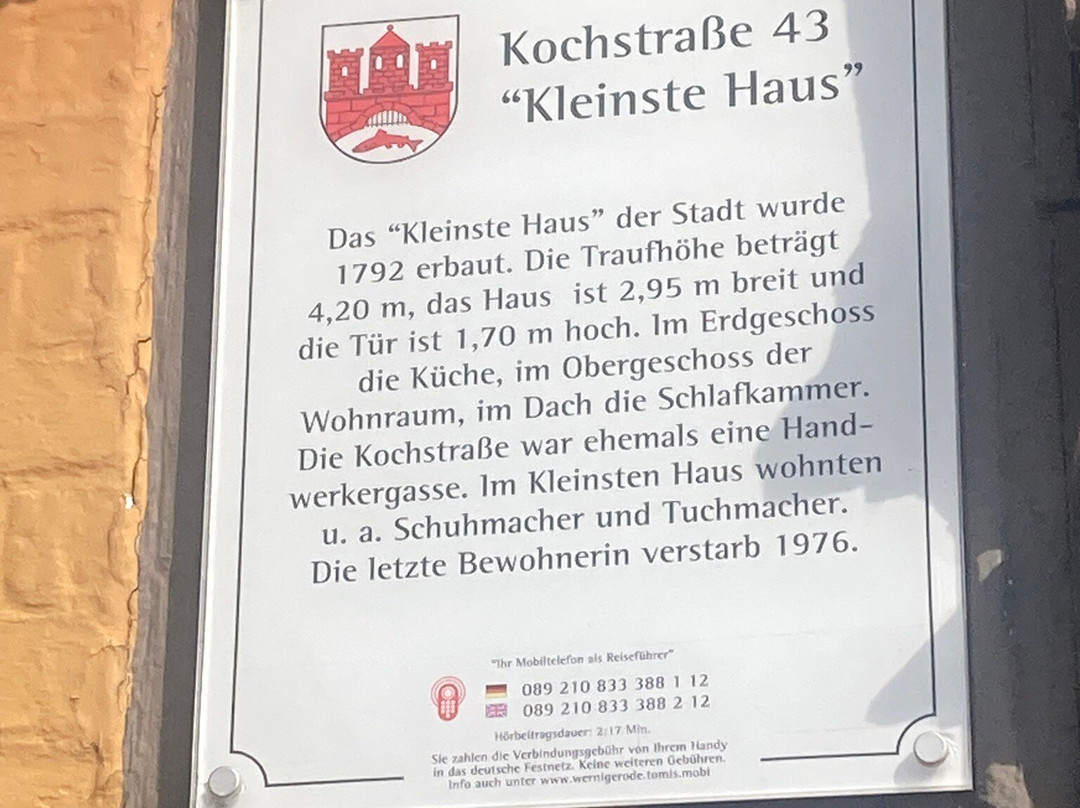 Kochstraße 43
“Kleinste Haus”
Das “Kleinste Haus” der Stadt wurde
1792 erbaut. Die Traufhöhe beträgt
4,20 m, das Haus ist 2,95 m breit und
die Tür ist 1,70 m hoch. Im Erdgeschoss
die Küche, im Obergeschoss der
Wohnraum, im Dach die Schlafkammer.
Die Kochstraße war ehemals eine Hand-
werkergasse. Im Kleinsten Haus wohnten
u. a. Schuhmacher und Tuchmacher.
Die letzte Bewohnerin verstarb 1976.
“Ihr Mobiltelefon als Reiseführer”
089 210 833 388 1 12
089 210 833 388 2 12
Hörbeitragsdauer: 2:17 Min.
Sie zahlen die Verbindungsgebühr von Ihrem Handy
in das deutsche Festnetz. Keine weiteren Gebühren.
Info auch unter www.wernigerode.tomis.mobi